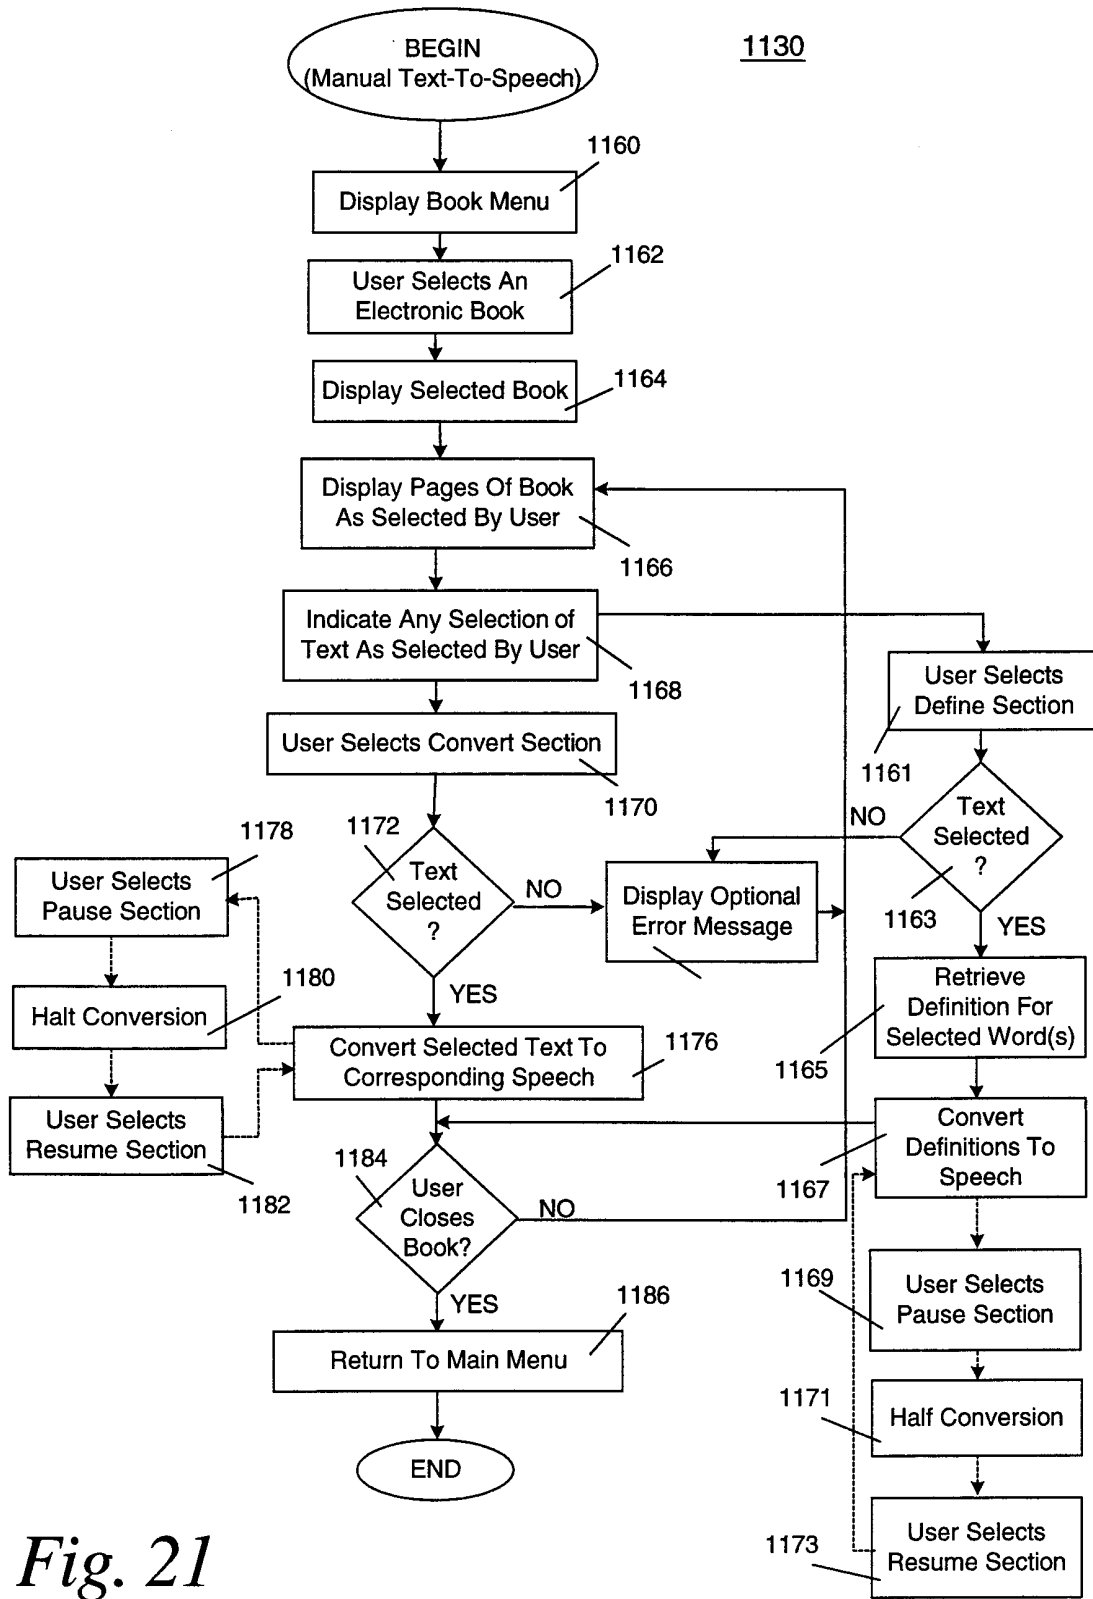 BEGIN
(Manual Text-To-Speech)
1130
1160
Display Book Menu
1162
User Selects An
Electronic Book
1164
Display Selected Book
Display Pages Of Book
As Selected By User
1166
Indicate Any Selection of
Text As Selected By User
1168
User Selects
Define Section
1161
User Selects Convert Section
1170
1172
Text
Selected
?
NO
YES
Text
Selected
?
1163
NO
YES
Display Optional
Error Message
1178
User Selects
Pause Section
1180
Halt Conversion
User Selects
Resume Section
1182
Convert Selected Text To
Corresponding Speech
1176
Retrieve
Definition For
Selected Word(s)
1165
Convert
Definitions To
Speech
1167
1184
User
Closes
Book?
NO
YES
1186
Return To Main Menu
END
1169
User Selects
Pause Section
1171
Half Conversion
User Selects
Resume Section
1173
Fig. 21